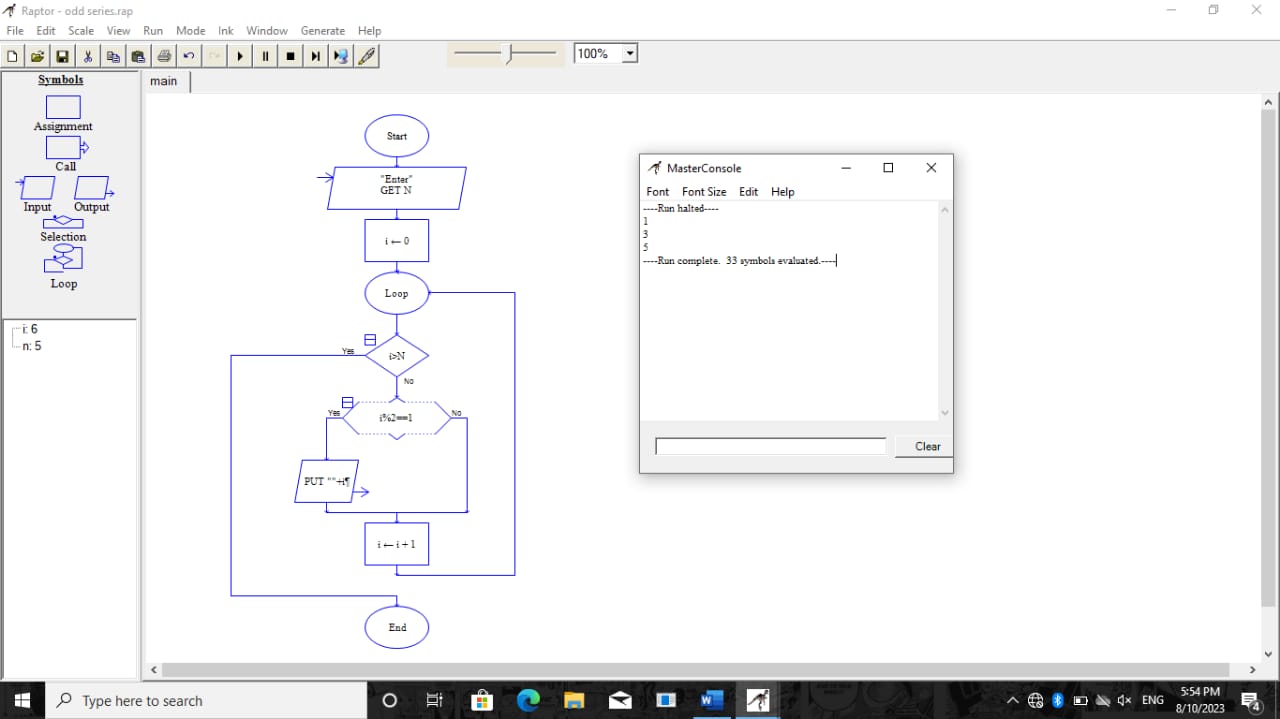 Raptor - odd series.rap
File Edit Scale View Run Mode Ink Window Generate Help
100%
Symbols
Assignment
Call
Input Output
Selection
Loop
i: 6
n: 5
main
Start
"Enter"
GET N
i ← 0
Loop
Yes
i>N
No
Yes
i%2==1
No
PUT ""+i¶
i ← i + 1
End
MasterConsole
Font Font Size Edit Help
----Run halted----
1
3
5
----Run complete. 33 symbols evaluated.----
Clear
Type here to search
ENG
5:54 PM
8/10/2023
4